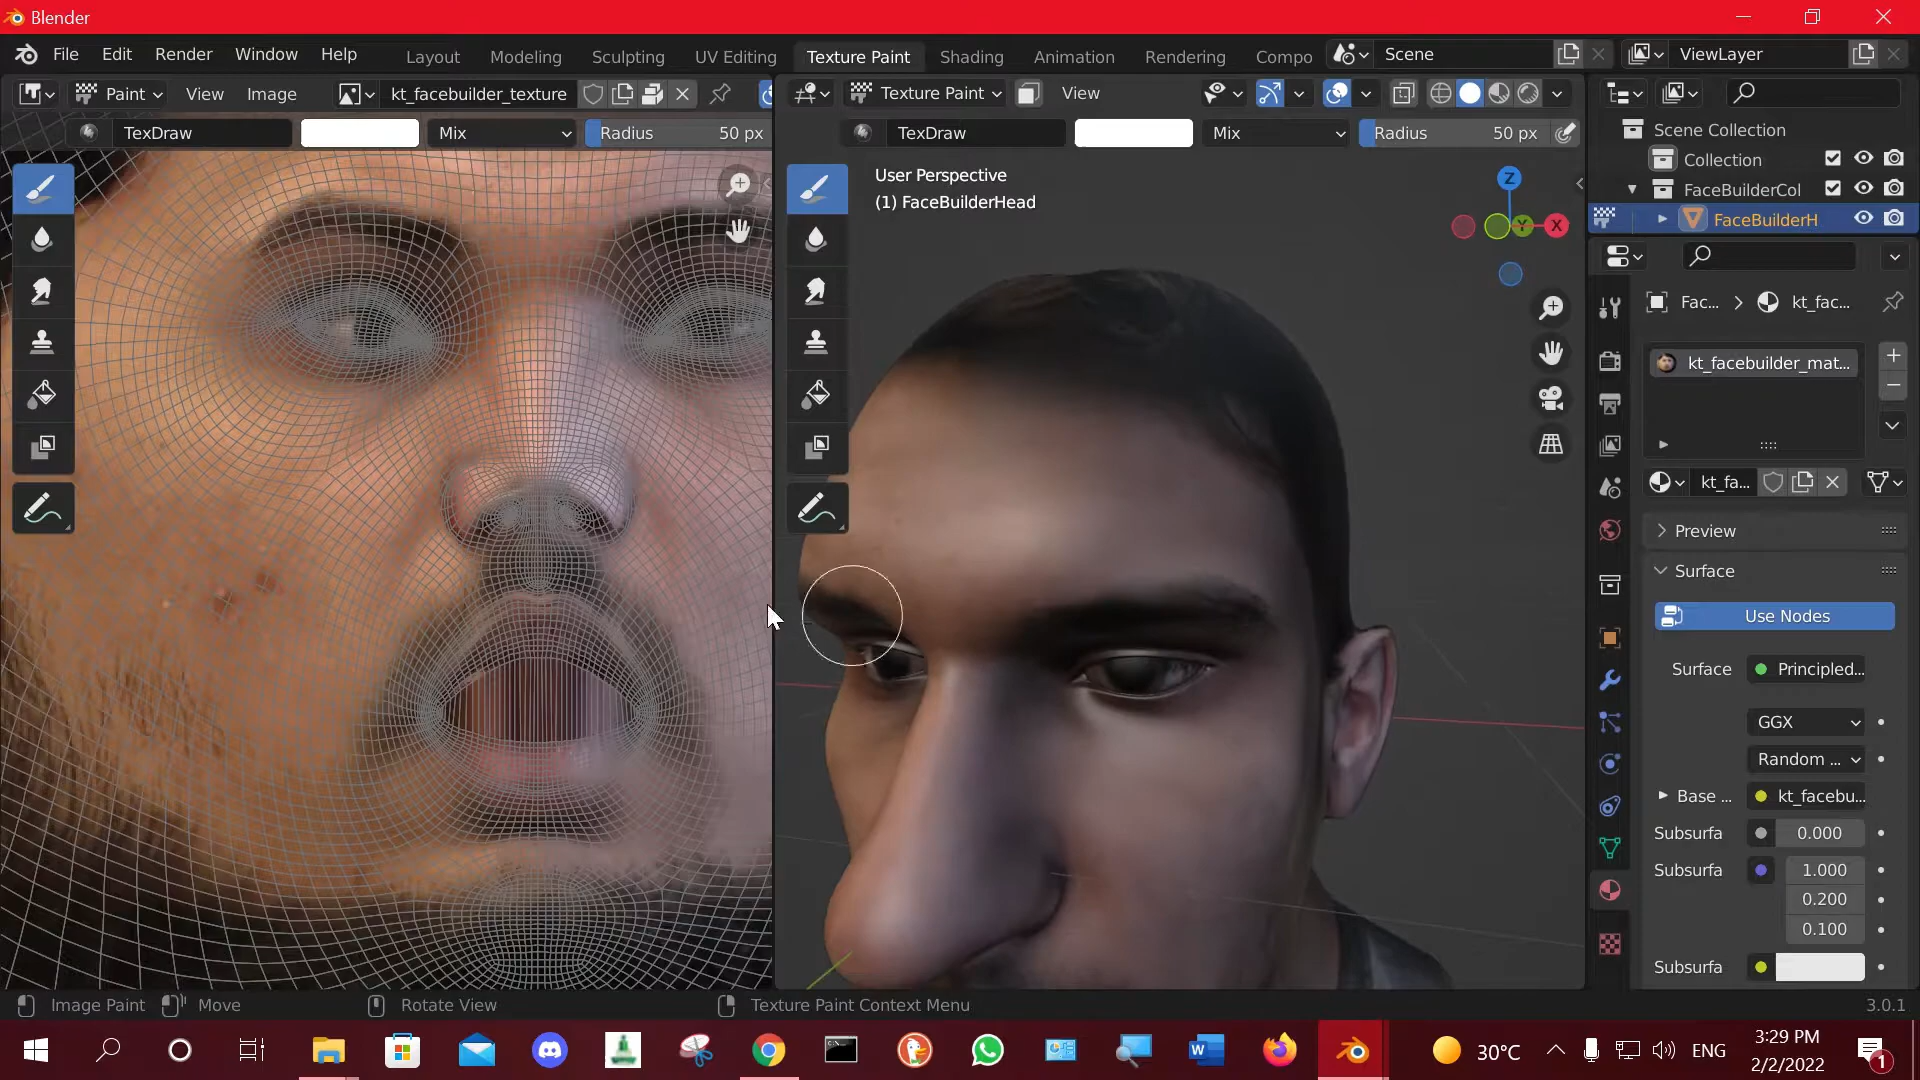 Blender
File Edit Render Window Help Layout Modeling Sculpting UV Editing Texture Paint Shading Animation Rendering Compo Scene ViewLayer
Paint View Image kt_facebuilder_texture Texture Paint View
TexDraw Mix Radius 50 px TexDraw Mix Radius 50 px
Scene Collection
Collection
FaceBuilderCol
FaceBuilderH
User Perspective
(1) FaceBuilderHead
Z
Y
X
Fac... kt_fac...
kt_facebuilder_mat...
kt_fa...
Preview
Surface
Use Nodes
Surface Principled...
GGX
Random ...
Base ... kt_facebu...
Subsurfa 0.000
Subsurfa 1.000
0.200
0.100
Subsurfa
Image Paint Move Rotate View Texture Paint Context Menu 3.0.1
30°C ENG 3:29 PM
2/2/2022
1
W